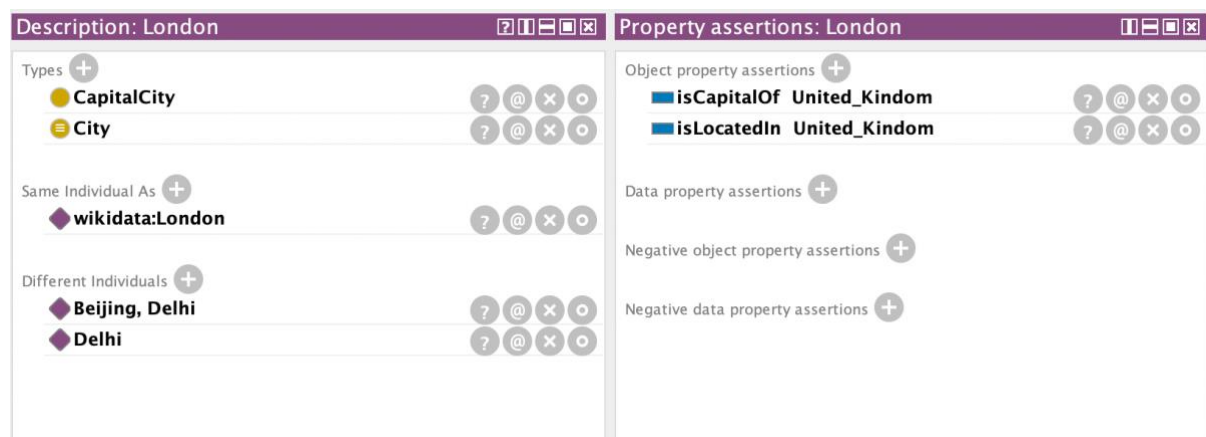 Description: London
Types
CapitalCity
City
Same Individual As
wikidata:London
Different Individuals
Beijing, Delhi
Delhi
Property assertions: London
Object property assertions
isCapitalOf United_Kindom
isLocatedIn United_Kindom
Data property assertions
Negative object property assertions
Negative data property assertions